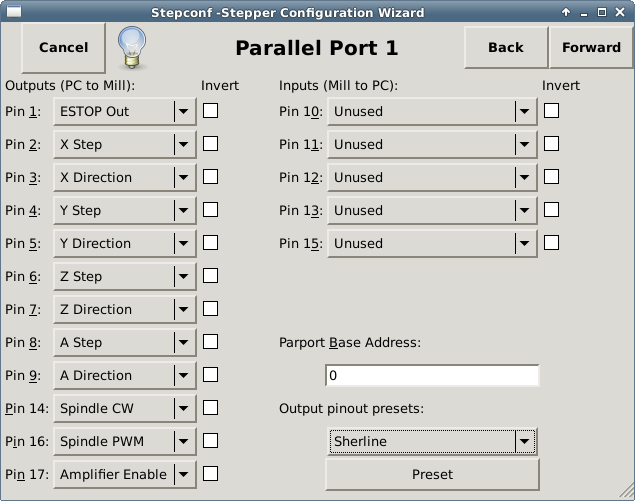 Stepconf -Stepper Configuration Wizard
Cancel
Parallel Port 1
Back
Forward
Outputs (PC to Mill):
Invert
Inputs (Mill to PC):
Invert
Pin 1: ESTOP Out
Pin 10: Unused
Pin 2: X Step
Pin 11: Unused
Pin 3: X Direction
Pin 12: Unused
Pin 4: Y Step
Pin 13: Unused
Pin 5: Y Direction
Pin 15: Unused
Pin 6: Z Step
Pin 7: Z Direction
Pin 8: A Step
Parport Base Address:
Pin 9: A Direction
0
Pin 14: Spindle CW
Output pinout presets:
Pin 16: Spindle PWM
Sherline
Pin 17: Amplifier Enable
Preset